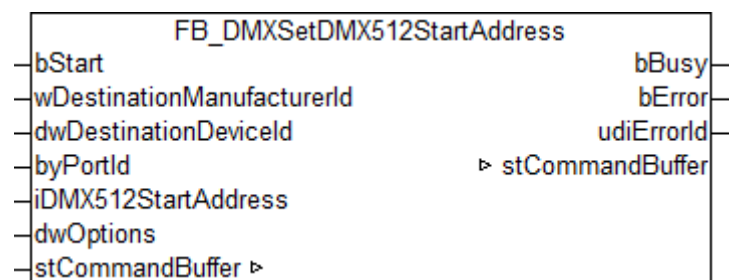 FB_DMXSetDMX512StartAddress
bStart bBusy
wDestinationManufacturerId bError
dwDestinationDeviceId udiErrorId
byPortId ▹ stCommandBuffer
iDMX512StartAddress
dwOptions
stCommandBuffer ▹